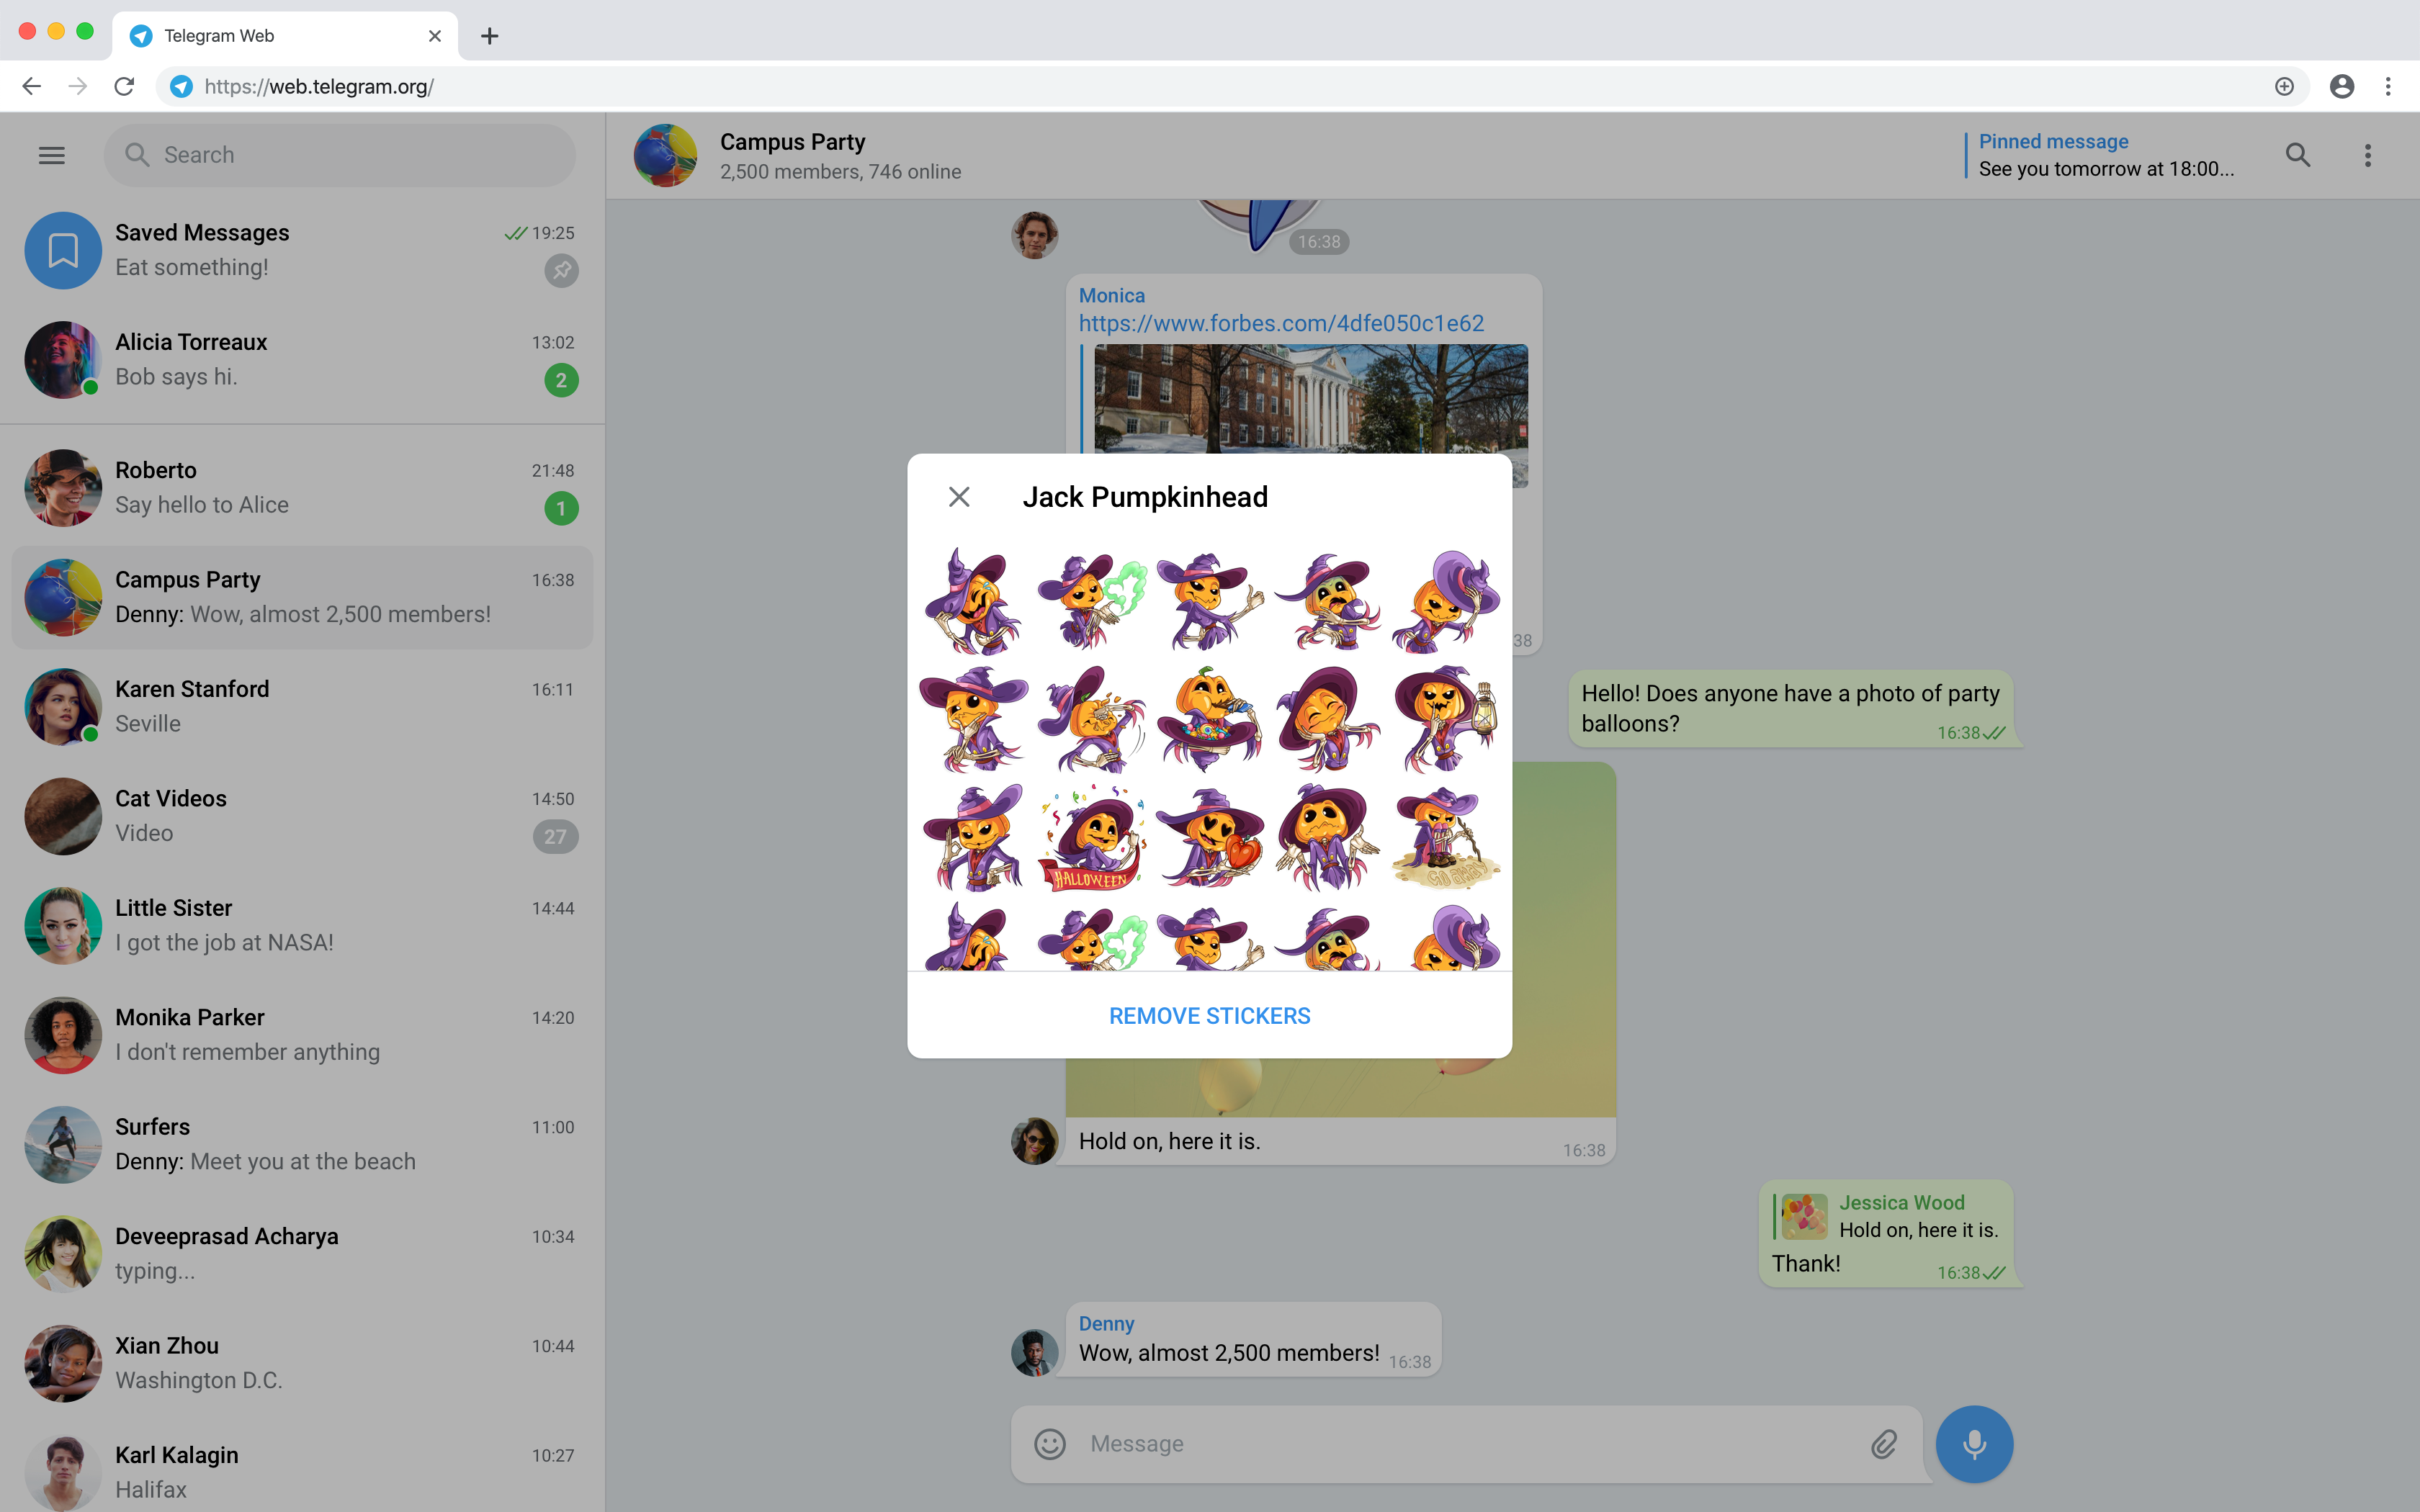 Telegram Web
https://web.telegram.org/
Search
Saved Messages
19:25
Eat something!
Alicia Torreaux
13:02
Bob says hi.
2
Roberto
21:48
Say hello to Alice
1
Campus Party
16:38
Denny: Wow, almost 2,500 members!
Karen Stanford
16:11
Seville
Cat Videos
14:50
Video
27
Little Sister
14:44
I got the job at NASA!
Monika Parker
14:20
I don't remember anything
Surfers
11:00
Denny: Meet you at the beach
Deveeprasad Acharya
10:34
typing...
Xian Zhou
10:44
Washington D.C.
Karl Kalagin
10:27
Halifax
Campus Party
2,500 members, 746 online
Pinned message
See you tomorrow at 18:00...
16:38
Monica
https://www.forbes.com/4dfe050c1e62
38
Hello! Does anyone have a photo of party
balloons?
16:38
Jack Pumpkinhead
HALLOWEEN
GO AWAY
REMOVE STICKERS
Hold on, here it is.
16:38
Jessica Wood
Hold on, here it is.
Thank!
16:38
Denny
Wow, almost 2,500 members!
16:38
Message